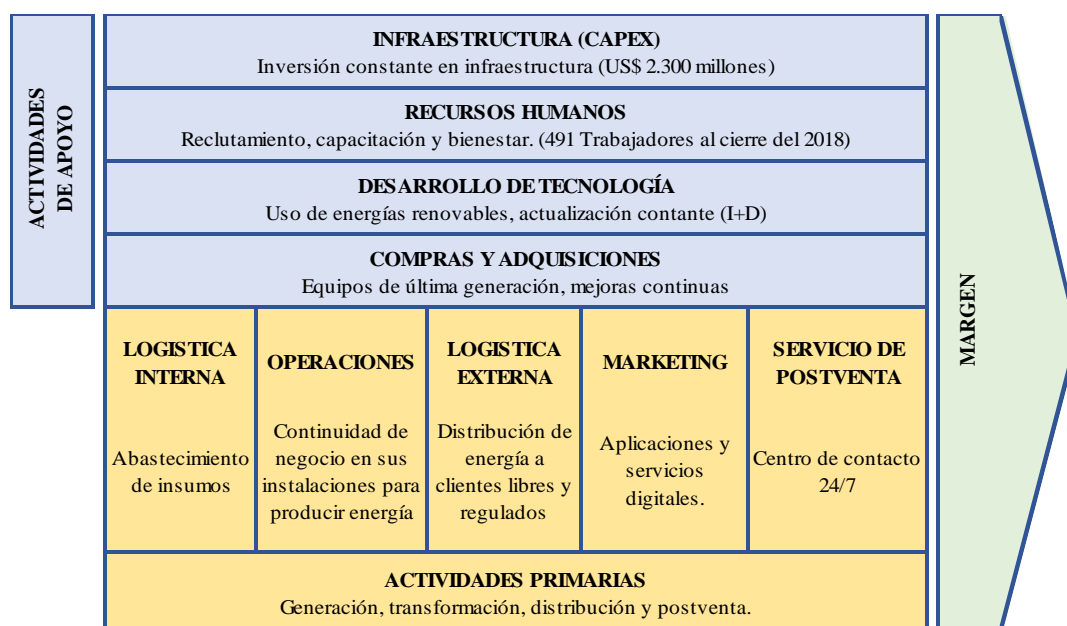 ACTIVIDADES
DE APOYO
INFRAESTRUCTURA (CAPEX)
Inversión constante en infraestructura (US$ 2.300 millones)
RECURSOS HUMANOS
Reclutamiento, capacitación y bienestar. (491 Trabajadores al cierre del 2018)
DESARROLLO DE TECNOLOGÍA
Uso de energías renovables, actualización contante (I+D)
COMPRAS Y ADQUISICIONES
Equipos de última generación, mejoras continuas
LOGISTICA
INTERNA
Abastecimiento
de insumos
OPERACIONES
Continuidad de
negocio en sus
instalaciones para
producir energía
LOGISTICA
EXTERNA
Distribución de
energía a
clientes libres y
regulados
MARKETING
Aplicaciones y
servicios
digitales.
SERVICIO DE
POSTVENTA
Centro de contacto
24/7
ACTIVIDADES PRIMARIAS
Generación, transformación, distribución y postventa.
MARGEN